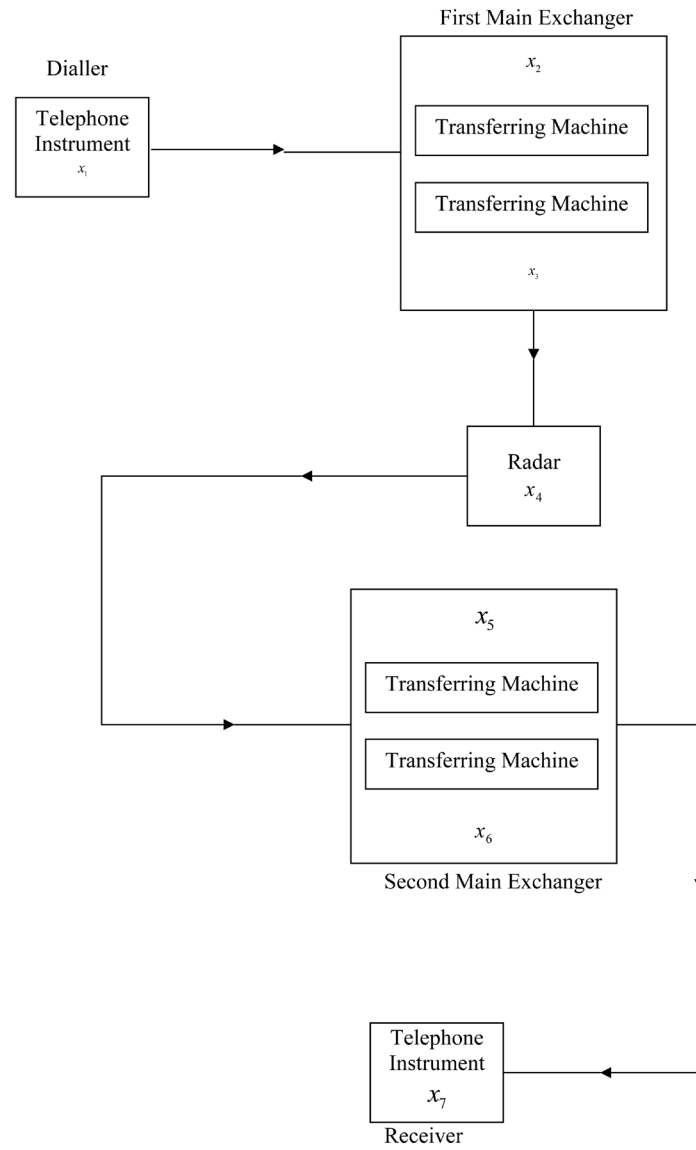 First Main Exchanger
Dialler
x₂
Telephone
Instrument
x₁
Transferring Machine
Transferring Machine
x₃
Radar
x₄
x₅
Transferring Machine
Transferring Machine
x₆
Second Main Exchanger
Telephone
Instrument
x₇
Receiver